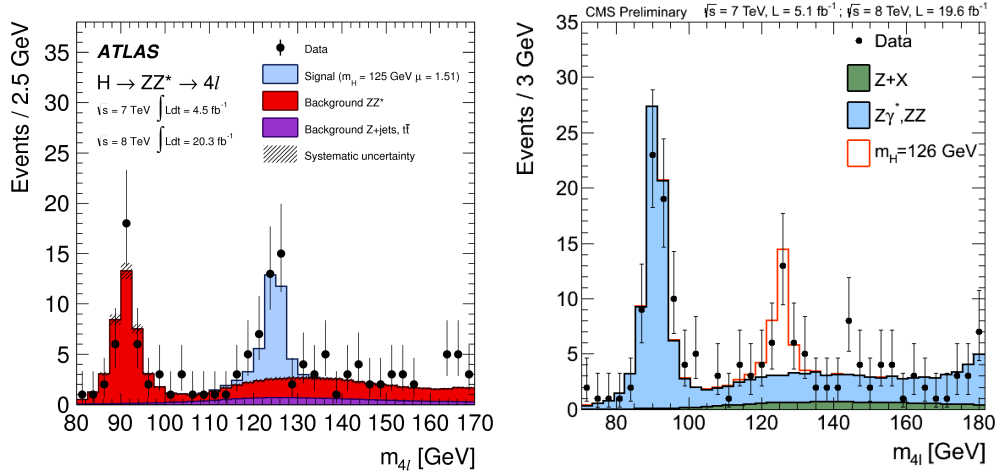 ATLAS
H → ZZ* → 4l
√s = 7 TeV ∫Ldt = 4.5 fb⁻¹
√s = 8 TeV ∫Ldt = 20.3 fb⁻¹
Data
Signal (m_H = 125 GeV μ = 1.51)
Background ZZ*
Background Z+jets, tt̄
Systematic uncertainty
Events / 2.5 GeV
35
30
25
20
15
10
5
0
80 90 100 110 120 130 140 150 160 170
m_4l [GeV]
CMS Preliminary √s = 7 TeV, L = 5.1 fb⁻¹ ; √s = 8 TeV, L = 19.6 fb⁻¹
Data
Z+X
Zγ*,ZZ
m_H=126 GeV
Events / 3 GeV
35
30
25
20
15
10
5
0
80 100 120 140 160 180
m_4l [GeV]